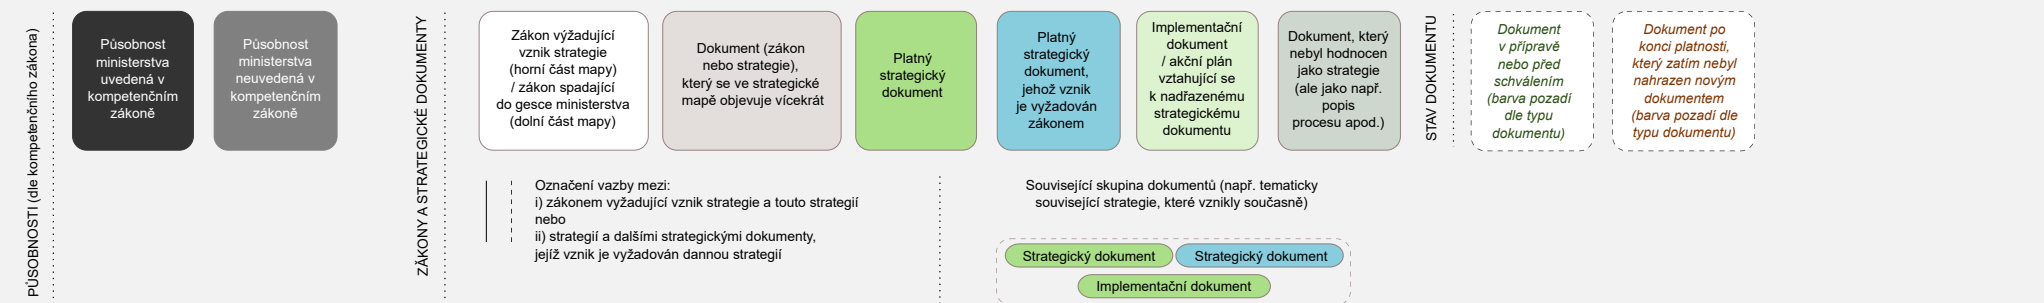 PŮSOBNOSTI (dle kompetenčního zákona)
Působnost
ministerstva
uvedená v
kompetenčním
zákoně
Působnost
ministerstva
neuvedená v
kompetenčním
zákoně
ZÁKONY A STRATEGICKÉ DOKUMENTY
Zákon výžadující
vznik strategie
(horní část mapy)
/ zákon spadající
do gesce ministerstva
(dolní část mapy)
Dokument (zákon
nebo strategie),
který se ve strategické
mapě objevuje vícekrát
Platný
strategický
dokument
Platný
strategický
dokument,
jehož vznik
je vyžadován
zákonem
Implementační
dokument
/ akční plán
vztahující se
k nadřazenému
strategickému
dokumentu
Dokument, který
nebyl hodnocen
jako strategie
(ale jako např.
popis
procesu apod.)
STAV DOKUMENTU
Dokument
v přípravě
nebo před
schválením
(barva pozadí
dle typu
dokumentu)
Dokument po
konci platnosti,
který zatím nebyl
nahrazen novým
dokumentem
(barva pozadí dle
typu dokumentu)
Označení vazby mezi:
i) zákonem vyžadující vznik strategie a touto strategií
nebo
ii) strategií a dalšími strategickými dokumenty,
jejíž vznik je vyžadován dannou strategií
Související skupina dokumentů (např. tematicky
související strategie, které vznikly současně)
Strategický dokument
Strategický dokument
Implementační dokument